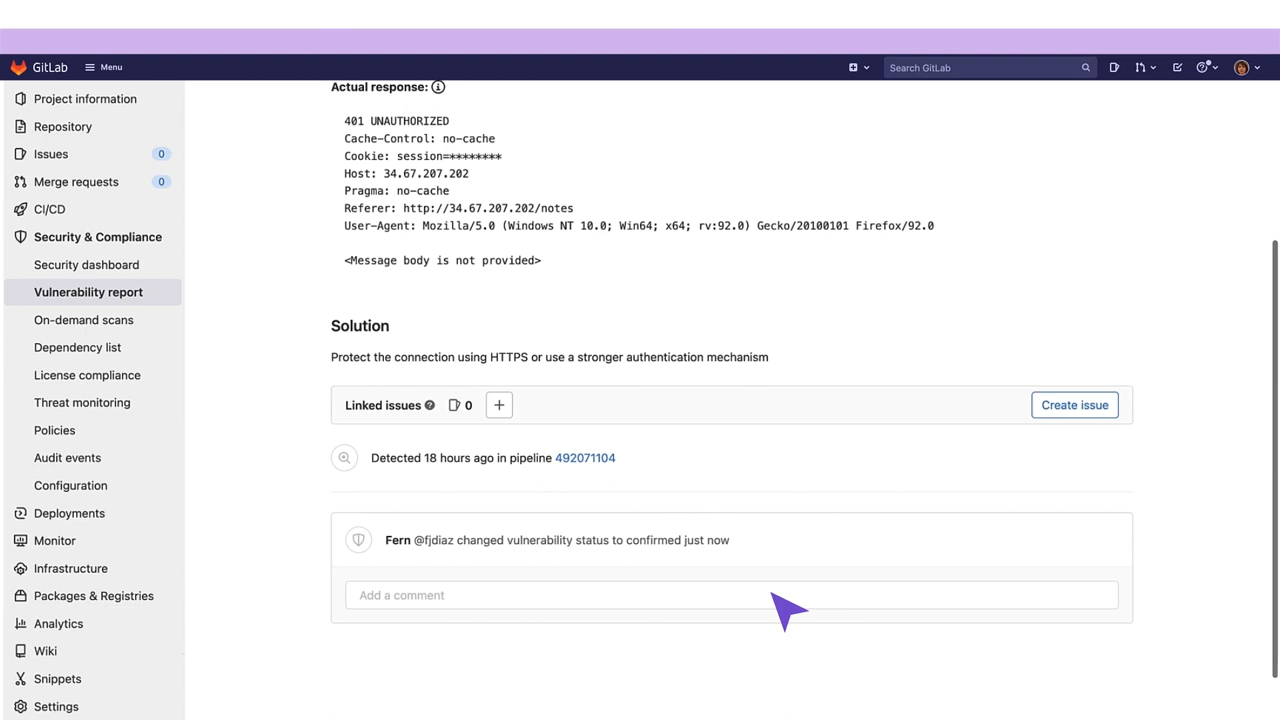 GitLab
Menu
Search GitLab
Project information
Repository
Issues
0
Merge requests
0
CI/CD
Security & Compliance
Security dashboard
Vulnerability report
On-demand scans
Dependency list
License compliance
Threat monitoring
Policies
Audit events
Configuration
Deployments
Monitor
Infrastructure
Packages & Registries
Analytics
Wiki
Snippets
Settings
Actual response:
401 UNAUTHORIZED
Cache-Control: no-cache
Cookie: session=********
Host: 34.67.207.202
Pragma: no-cache
Referer: http://34.67.207.202/notes
User-Agent: Mozilla/5.0 (Windows NT 10.0; Win64; x64; rv:92.0) Gecko/20100101 Firefox/92.0
<Message body is not provided>
Solution
Protect the connection using HTTPS or use a stronger authentication mechanism
Linked issues 0 +
Create issue
Detected 18 hours ago in pipeline 492071104
Fern @fjdiaz changed vulnerability status to confirmed just now
Add a comment